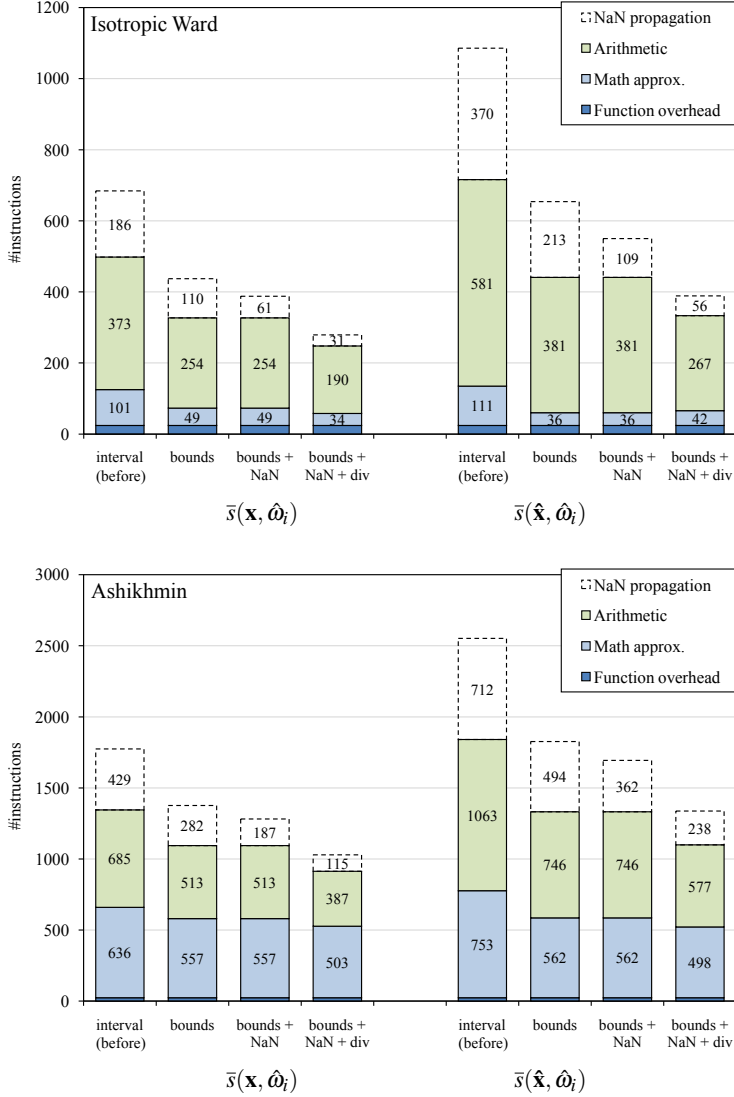 Isotropic Ward
NaN propagation
Arithmetic
Math approx.
Function overhead
#instructions
1200
1000
800
600
400
200
0
186
373
101
110
254
49
61
254
49
31
190
34
370
581
111
213
381
36
109
381
36
56
267
42
interval (before)
bounds
bounds + NaN
bounds + NaN + div
interval (before)
bounds
bounds + NaN
bounds + NaN + div
s̅(𝐱, ω̂ᵢ)
s̅(𝐱̂, ω̂ᵢ)
Ashikhmin
NaN propagation
Arithmetic
Math approx.
Function overhead
#instructions
3000
2500
2000
1500
1000
500
0
429
685
636
282
513
557
187
513
557
115
387
503
712
1063
753
494
746
562
362
746
562
238
577
498
interval (before)
bounds
bounds + NaN
bounds + NaN + div
interval (before)
bounds
bounds + NaN
bounds + NaN + div
s̅(𝐱, ω̂ᵢ)
s̅(𝐱̂, ω̂ᵢ)